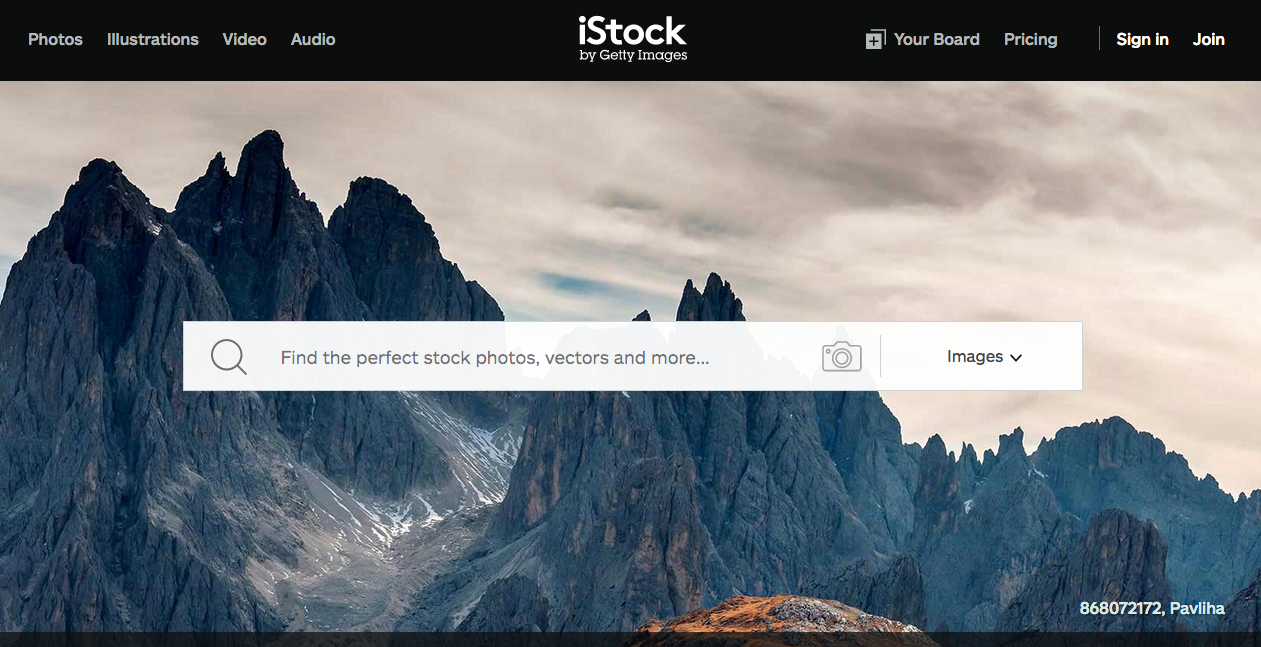 Photos Illustrations Video Audio
iStock
by Getty Images
Your Board Pricing Sign in Join
Find the perfect stock photos, vectors and more...
Images
868072172, Pavliha